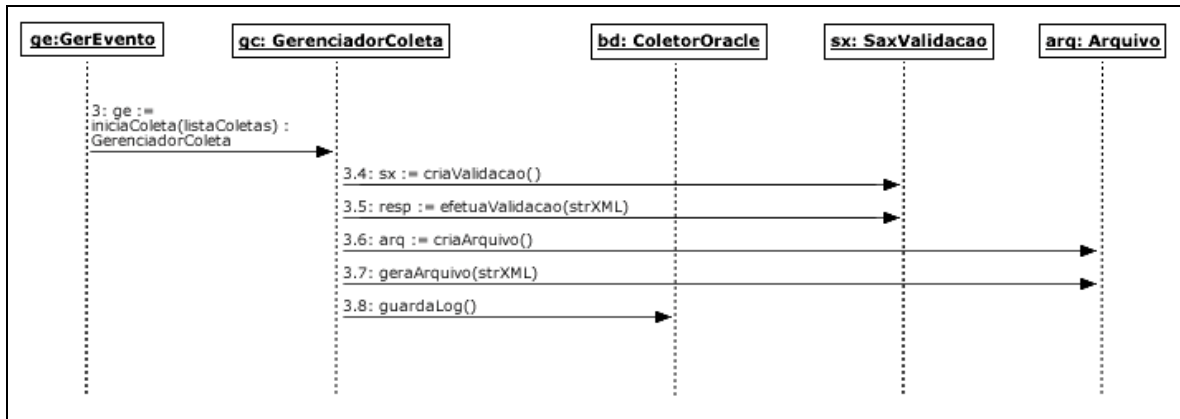 ge:GerEvento
gc: GerenciadorColeta
bd: ColetorOracle
sx: SaxValidacao
arq: Arquivo
3: ge :=
iniciaColeta(listaColetas) :
GerenciadorColeta
3.4: sx := criaValidacao()
3.5: resp := efetuaValidacao(strXML)
3.6: arq := criaArquivo()
3.7: geraArquivo(strXML)
3.8: guardaLog()